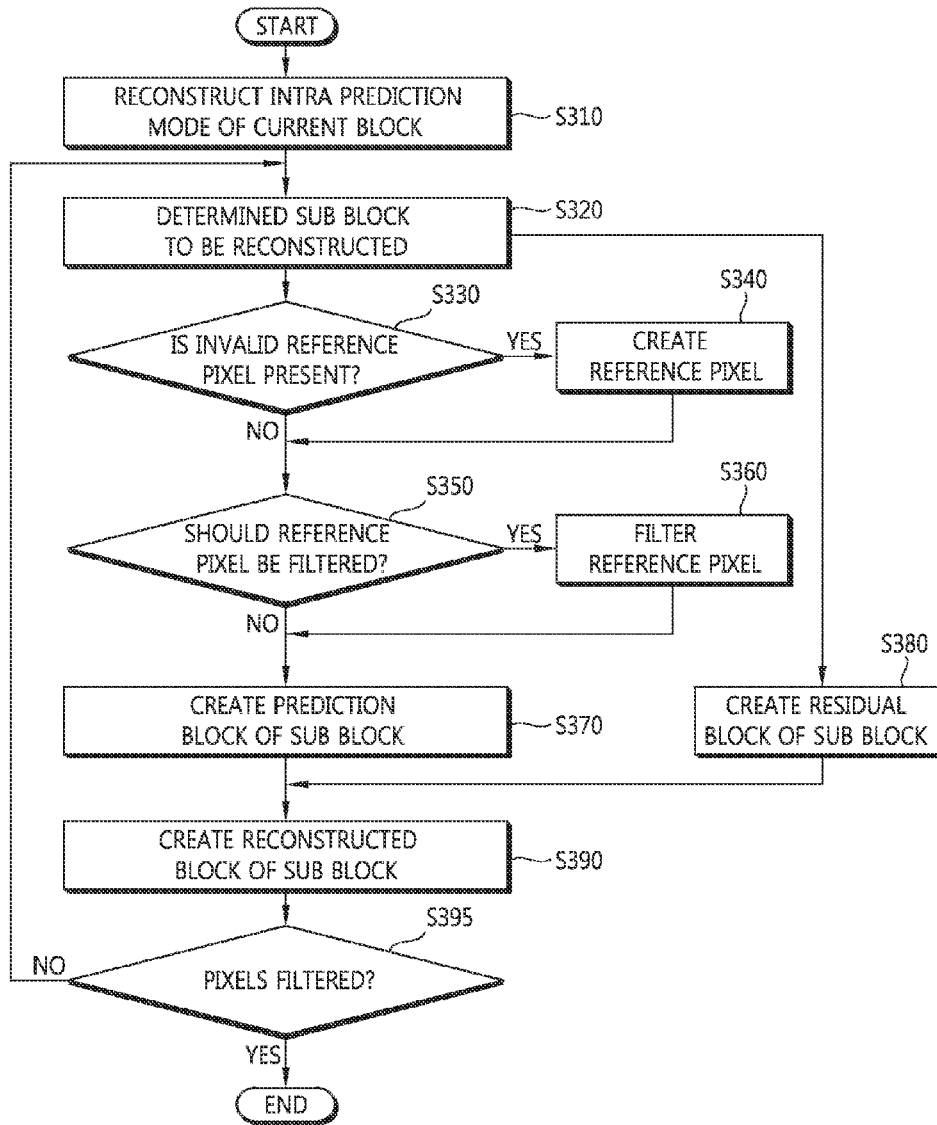 START
RECONSTRUCT INTRA PREDICTION
MODE OF CURRENT BLOCK
S310
DETERMINED SUB BLOCK
TO BE RECONSTRUCTED
S320
S330
IS INVALID REFERENCE
PIXEL PRESENT?
YES
S340
CREATE
REFERENCE PIXEL
NO
S350
SHOULD REFERENCE
PIXEL BE FILTERED?
YES
S360
FILTER
REFERENCE PIXEL
NO
CREATE PREDICTION
BLOCK OF SUB BLOCK
S370
S380
CREATE RESIDUAL
BLOCK OF SUB BLOCK
CREATE RECONSTRUCTED
BLOCK OF SUB BLOCK
S390
S395
PIXELS FILTERED?
NO
YES
END